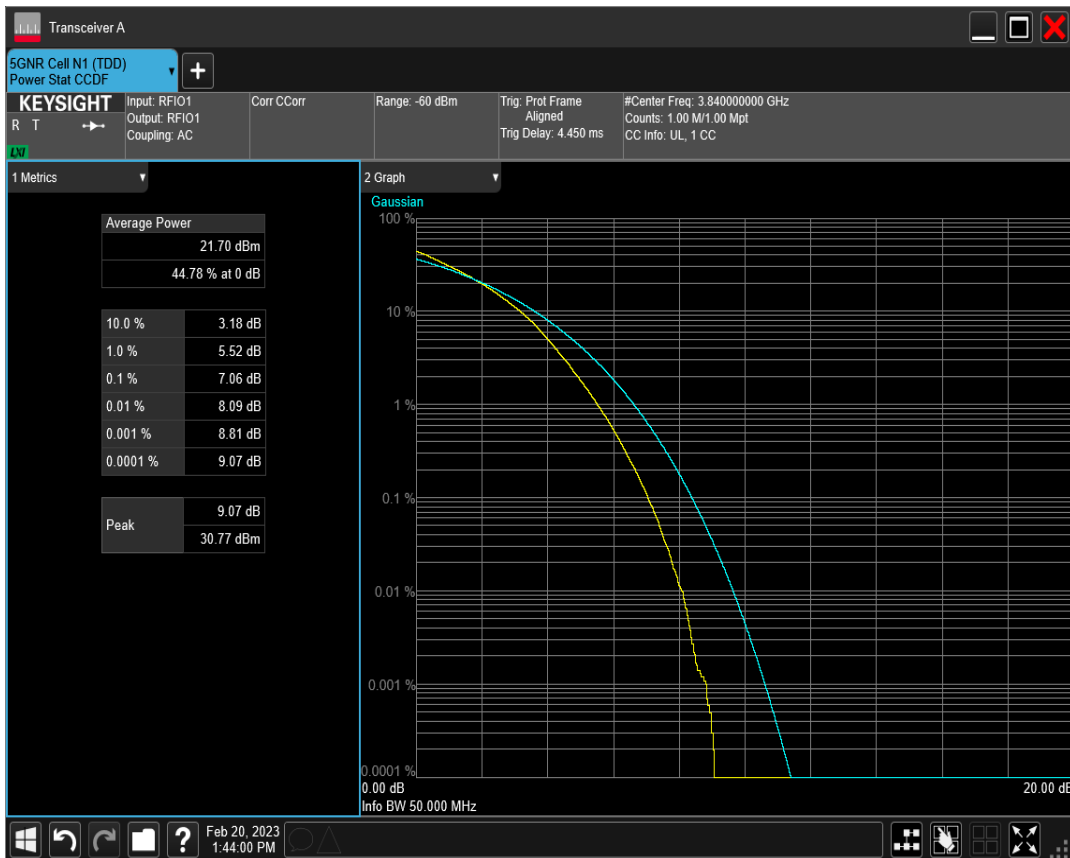 Transceiver A
5GNR Cell N1 (TDD)
Power Stat CCDF
KEYSIGHT
R T
LXI
Input: RFIO1
Output: RFIO1
Coupling: AC
Corr CCorr
Range: -60 dBm
Trig: Prot Frame
Aligned
Trig Delay: 4.450 ms
#Center Freq: 3.840000000 GHz
Counts: 1.00 M/1.00 Mpt
CC Info: UL, 1 CC
1 Metrics
Average Power
21.70 dBm
44.78 % at 0 dB
10.0 % 3.18 dB
1.0 % 5.52 dB
0.1 % 7.06 dB
0.01 % 8.09 dB
0.001 % 8.81 dB
0.0001 % 9.07 dB
Peak
9.07 dB
30.77 dBm
2 Graph
Gaussian
100 %
10 %
1 %
0.1 %
0.01 %
0.001 %
0.0001 %
0.00 dB 20.00 dB
Info BW 50.000 MHz
?
Feb 20, 2023
1:44:00 PM